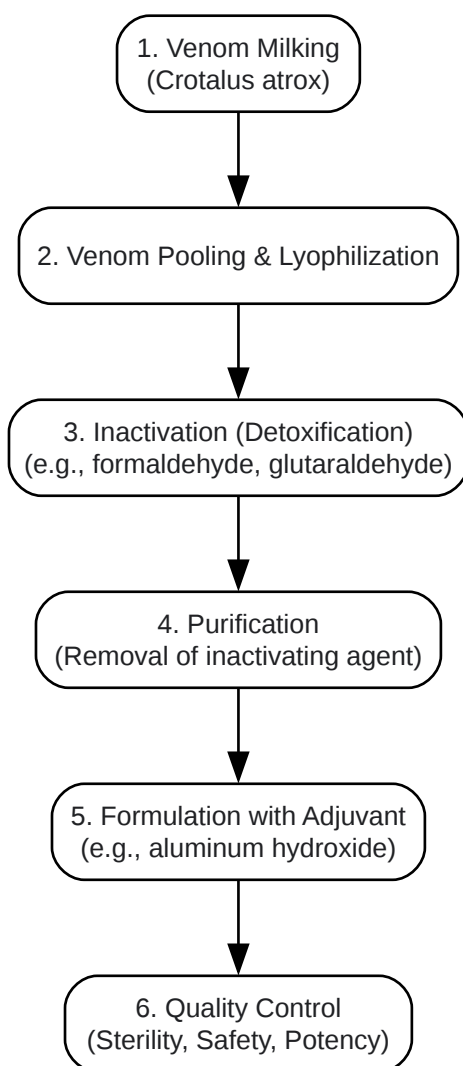 1. Venom Milking
(Crotalus atrox)
2. Venom Pooling & Lyophilization
3. Inactivation (Detoxification)
(e.g., formaldehyde, glutaraldehyde)
4. Purification
(Removal of inactivating agent)
5. Formulation with Adjuvant
(e.g., aluminum hydroxide)
6. Quality Control
(Sterility, Safety, Potency)